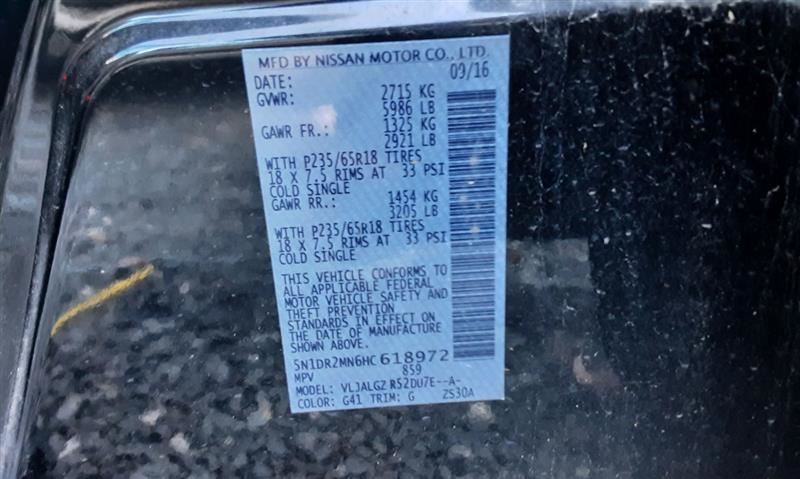 MFD BY NISSAN MOTOR CO., LTD.
DATE: 09/16
GVWR: 2715 KG
5986 LB
GAWR FR.: 1325 KG
2921 LB
WITH P235/65R18 TIRES
18 X 7.5 RIMS AT 33 PSI
COLD SINGLE
GAWR RR.: 1454 KG
3205 LB
WITH P235/65R18 TIRES
18 X 7.5 RIMS AT 33 PSI
COLD SINGLE
THIS VEHICLE CONFORMS TO
ALL APPLICABLE FEDERAL
MOTOR VEHICLE SAFETY AND
THEFT PREVENTION
STANDARDS IN EFFECT ON
THE DATE OF MANUFACTURE
SHOWN ABOVE.
5N1DR2MN6HC618972
MPV 859
MODEL: VLJALGZ R52DU7E--A-
COLOR: G41 TRIM: G ZS30A